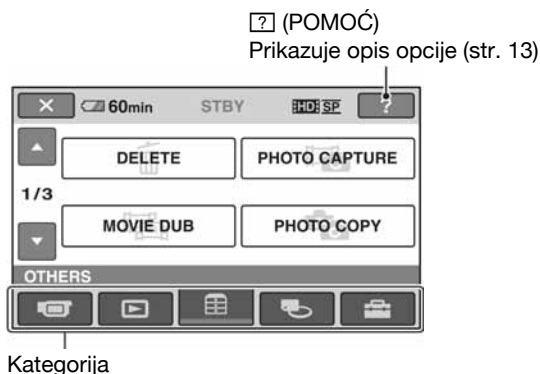 ? (POMOĆ)
Prikazuje opis opcije (str. 13)
60min STBY HD SP ?
DELETE PHOTO CAPTURE
1/3
MOVIE DUB PHOTO COPY
OTHERS
Kategorija